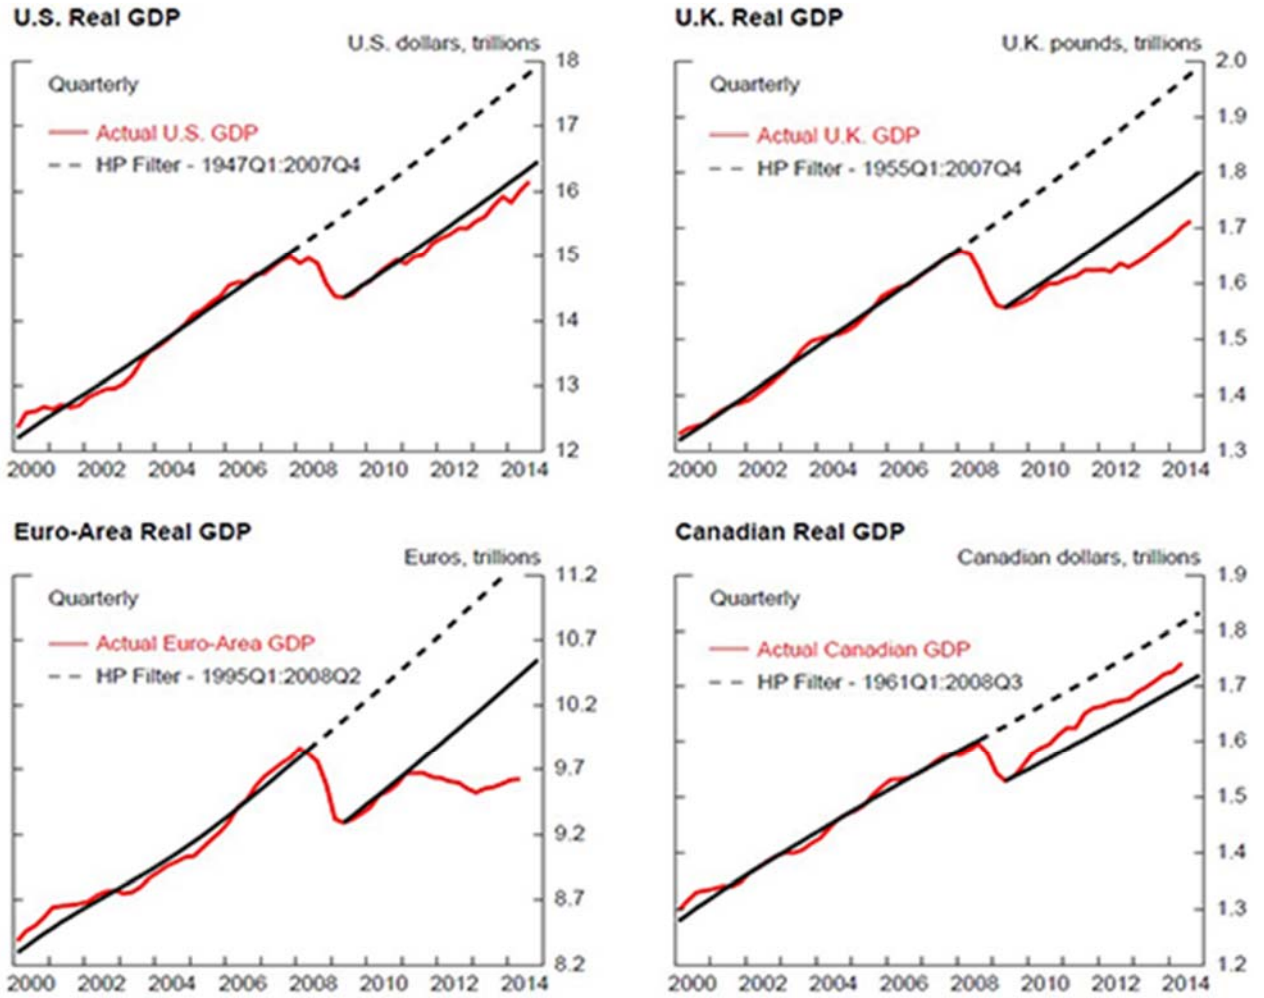 U.S. Real GDP
U.S. dollars, trillions
Quarterly
Actual U.S. GDP
HP Filter - 1947Q1:2007Q4
18
17
16
15
14
13
12
2000 2002 2004 2006 2008 2010 2012 2014
U.K. Real GDP
U.K. pounds, trillions
Quarterly
Actual U.K. GDP
HP Filter - 1955Q1:2007Q4
2.0
1.9
1.8
1.7
1.6
1.5
1.4
1.3
2000 2002 2004 2006 2008 2010 2012 2014
Euro-Area Real GDP
Euros, trillions
Quarterly
Actual Euro-Area GDP
HP Filter - 1995Q1:2008Q2
11.2
10.7
10.2
9.7
9.2
8.7
8.2
2000 2002 2004 2006 2008 2010 2012 2014
Canadian Real GDP
Canadian dollars, trillions
Quarterly
Actual Canadian GDP
HP Filter - 1961Q1:2008Q3
1.9
1.8
1.7
1.6
1.5
1.4
1.3
1.2
2000 2002 2004 2006 2008 2010 2012 2014